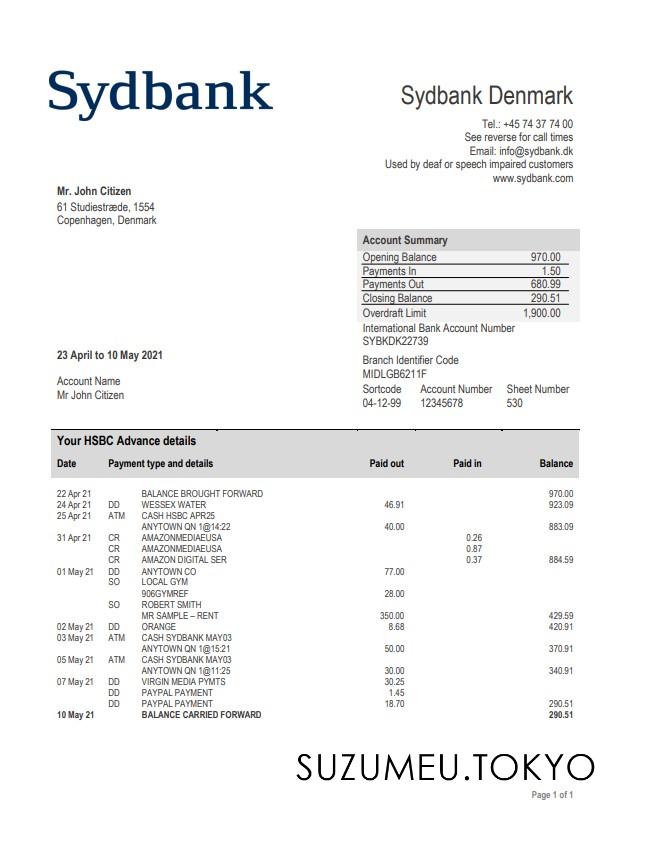 Sydbank
Sydbank Denmark
Tel.: +45 74 37 74 00
See reverse for call times
Email: info@sydbank.dk
Used by deaf or speech impaired customers
www.sydbank.com
Mr. John Citizen
61 Studiestræde, 1554
Copenhagen, Denmark
Account Summary
Opening Balance 970.00
Payments In 1.50
Payments Out 680.99
Closing Balance 290.51
Overdraft Limit 1,900.00
International Bank Account Number
SYBKDK22739
23 April to 10 May 2021
Branch Identifier Code
MIDLGB6211F
Account Name
Mr John Citizen
Sortcode Account Number Sheet Number
04-12-99 12345678 530
Your HSBC Advance details
Date Payment type and details Paid out Paid in Balance
22 Apr 21 BALANCE BROUGHT FORWARD 970.00
24 Apr 21 DD WESSEX WATER 46.91 923.09
25 Apr 21 ATM CASH HSBC APR25
ANYTOWN QN 1@14:22 40.00 883.09
31 Apr 21 CR AMAZONMEDIAEUSA 0.26
CR AMAZONMEDIAEUSA 0.87
CR AMAZON DIGITAL SER 0.37 884.59
01 May 21 DD ANYTOWN CO 77.00
SO LOCAL GYM
906GYMREF 28.00
SO ROBERT SMITH
MR SAMPLE – RENT 350.00 429.59
02 May 21 DD ORANGE 8.68 420.91
03 May 21 ATM CASH SYDBANK MAY03
ANYTOWN QN 1@15:21 50.00 370.91
05 May 21 ATM CASH SYDBANK MAY03
ANYTOWN QN 1@11:25 30.00 340.91
07 May 21 DD VIRGIN MEDIA PYMTS 30.25
DD PAYPAL PAYMENT 1.45
DD PAYPAL PAYMENT 18.70 290.51
10 May 21 BALANCE CARRIED FORWARD 290.51
SUZUMEU.TOKYO
Page 1 of 1